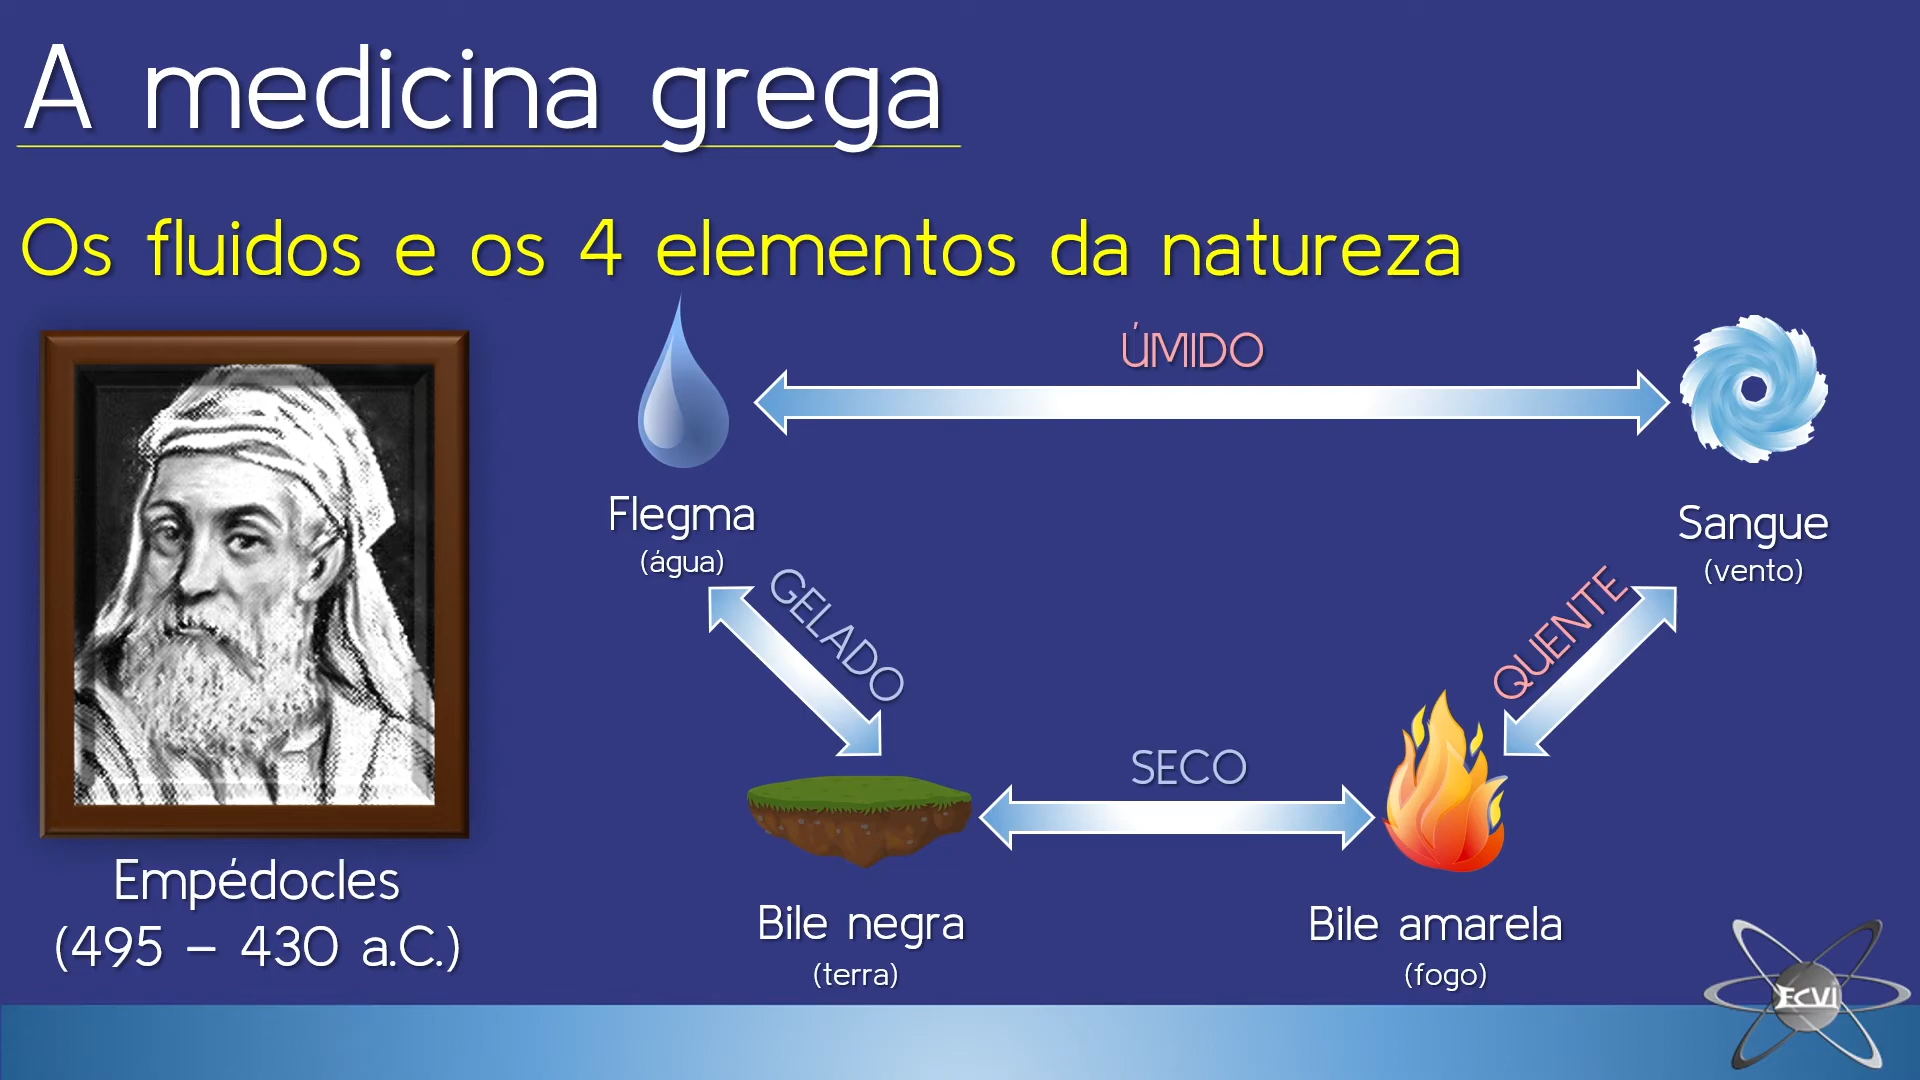 A medicina grega
Os fluidos e os 4 elementos da natureza
ÚMIDO
Flegma
(água)
Sangue
(vento)
GELADO
QUENTE
SECO
Empédocles
(495 – 430 a.C.)
Bile negra
(terra)
Bile amarela
(fogo)
ECVI